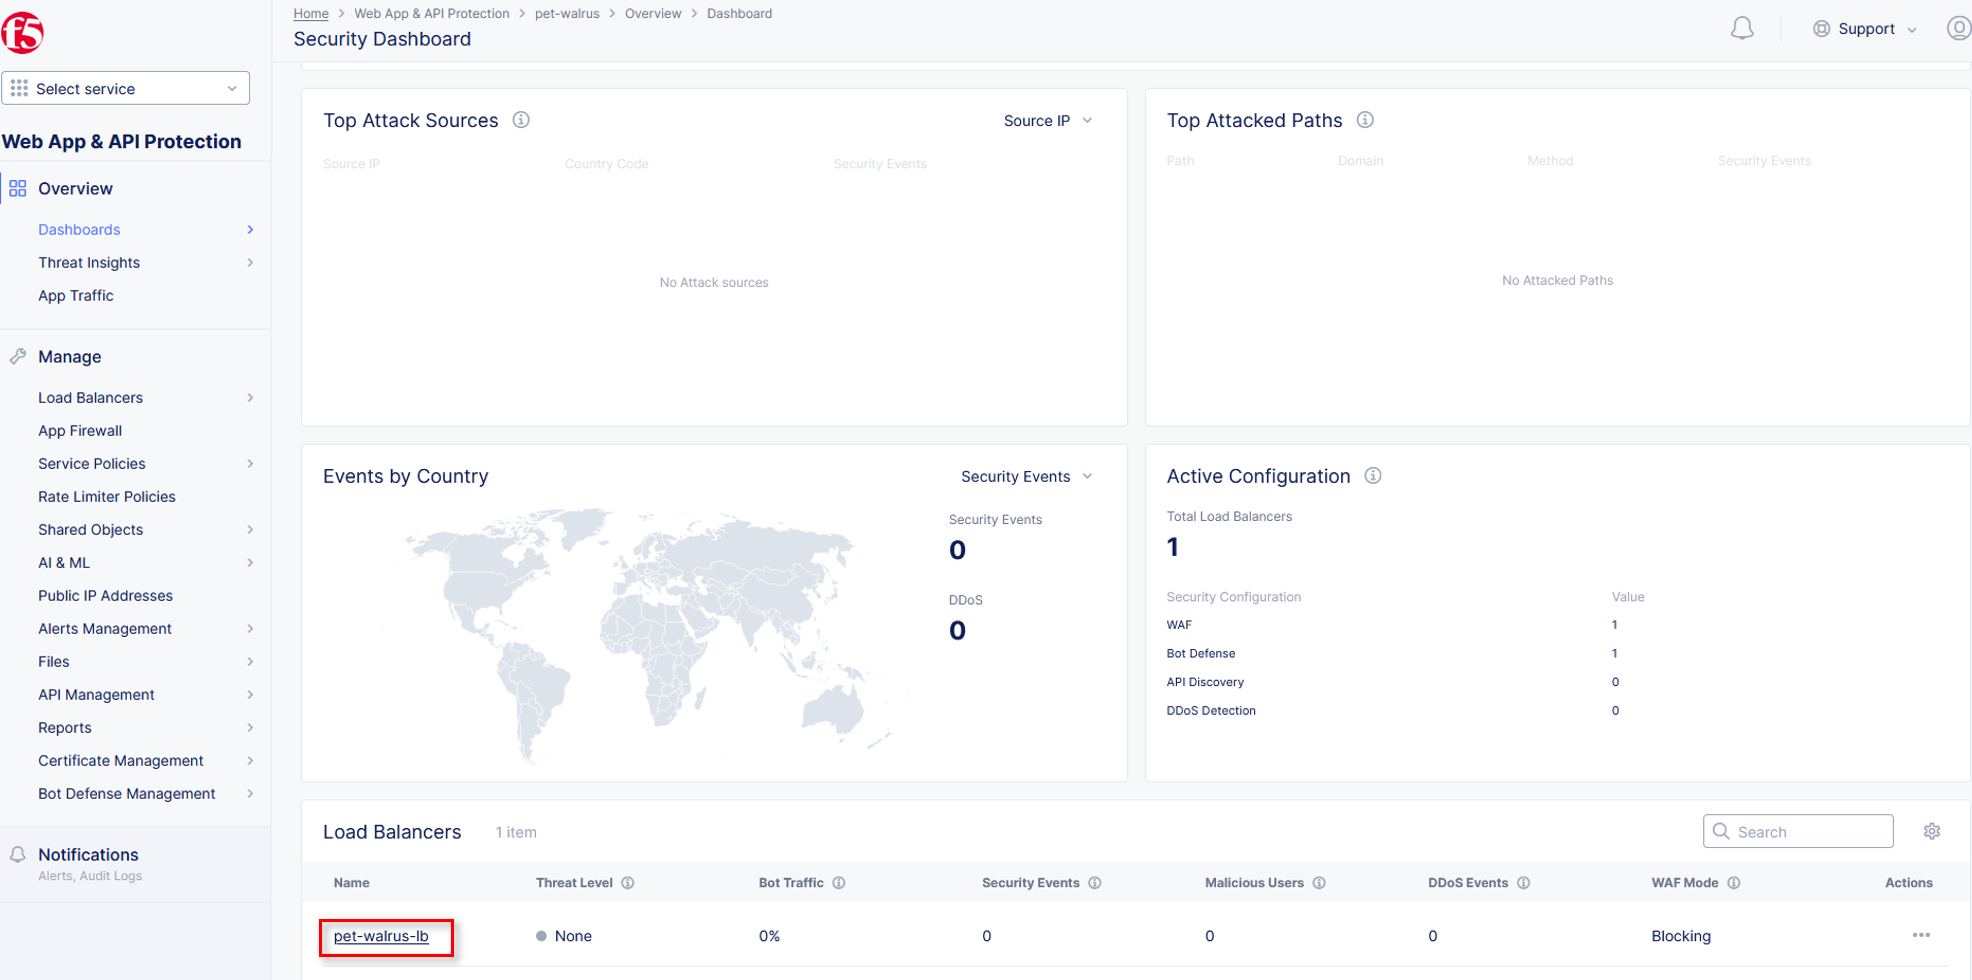 f5
Home > Web App & API Protection > pet-walrus > Overview > Dashboard
Security Dashboard
Support
Select service
Web App & API Protection
Overview
Dashboards
Threat Insights
App Traffic
Manage
Load Balancers
App Firewall
Service Policies
Rate Limiter Policies
Shared Objects
AI & ML
Public IP Addresses
Alerts Management
Files
API Management
Reports
Certificate Management
Bot Defense Management
Notifications
Alerts, Audit Logs
Top Attack Sources
Source IP
Source IP Country Code Security Events
No Attack sources
Top Attacked Paths
Path Domain Method Security Events
No Attacked Paths
Events by Country
Security Events
Security Events
0
DDoS
0
Active Configuration
Total Load Balancers
1
Security Configuration Value
WAF 1
Bot Defense 1
API Discovery 0
DDoS Detection 0
Load Balancers 1 item
Search
Name Threat Level Bot Traffic Security Events Malicious Users DDoS Events WAF Mode Actions
pet-walrus-lb None 0% 0 0 0 Blocking